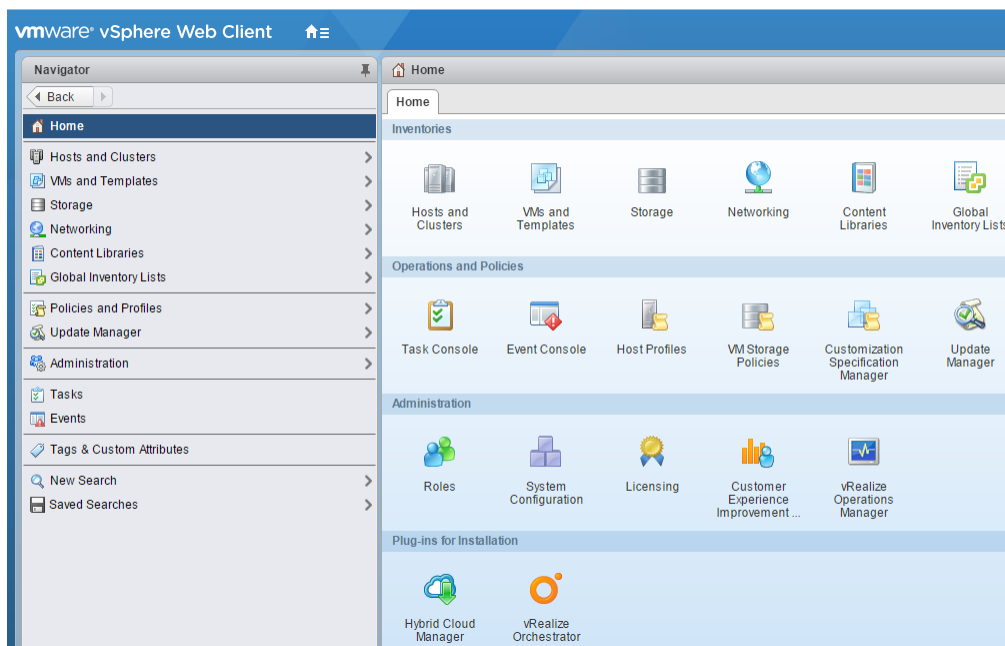 vmware® vSphere Web Client
Navigator
Back
Home
Hosts and Clusters
VMs and Templates
Storage
Networking
Content Libraries
Global Inventory Lists
Policies and Profiles
Update Manager
Administration
Tasks
Events
Tags & Custom Attributes
New Search
Saved Searches
Home
Home
Inventories
Hosts and
Clusters
VMs and
Templates
Storage
Networking
Content
Libraries
Global
Inventory Lists
Operations and Policies
Task Console
Event Console
Host Profiles
VM Storage
Policies
Customization
Specification
Manager
Update
Manager
Administration
Roles
System
Configuration
Licensing
Customer
Experience
Improvement ...
vRealize
Operations
Manager
Plug-ins for Installation
Hybrid Cloud
Manager
vRealize
Orchestrator